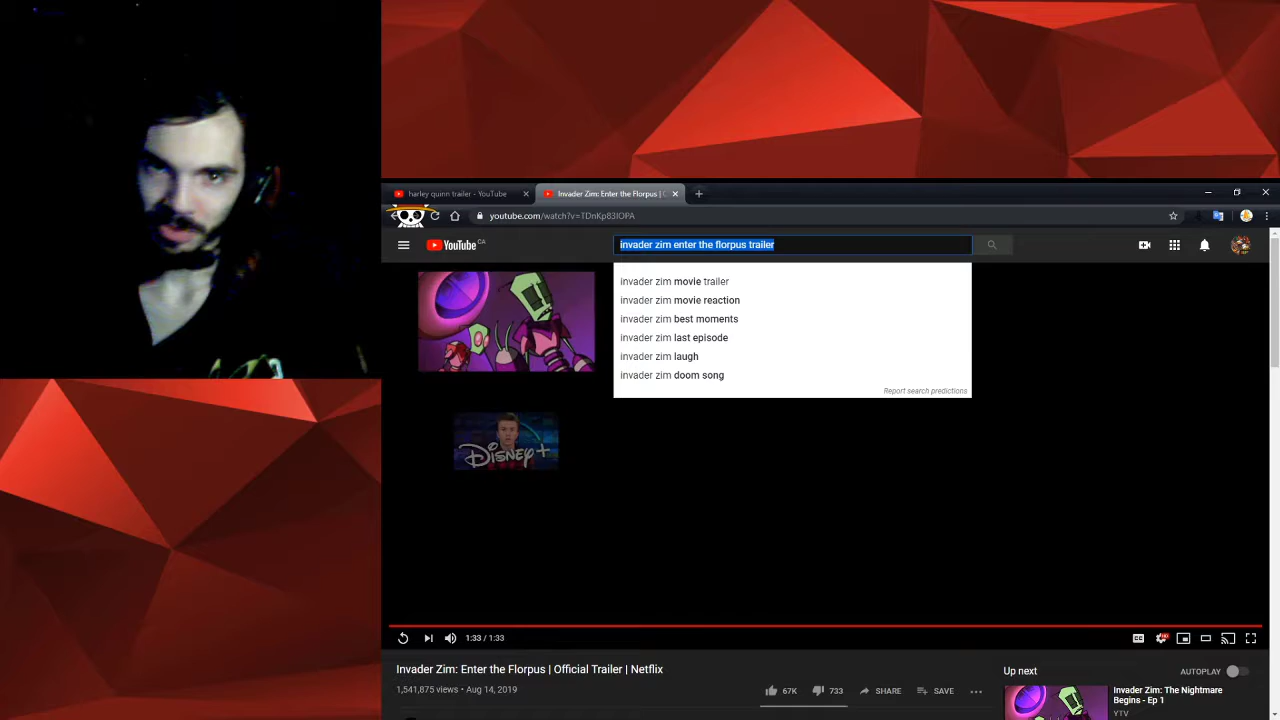 harley quinn trailer - YouTube
Invader Zim: Enter the Florpus |
youtube.com/watch?v=TDnKp83IOPA
YouTube CA
invader zim enter the florpus trailer
invader zim movie trailer
invader zim movie reaction
invader zim best moments
invader zim last episode
invader zim laugh
invader zim doom song
Report search predictions
Disney+
1:33 / 1:33
Invader Zim: Enter the Florpus | Official Trailer | Netflix
1,541,875 views • Aug 14, 2019
67K
733
SHARE
SAVE
Up next
AUTOPLAY
Invader Zim: The Nightmare
Begins - Ep 1
YTV